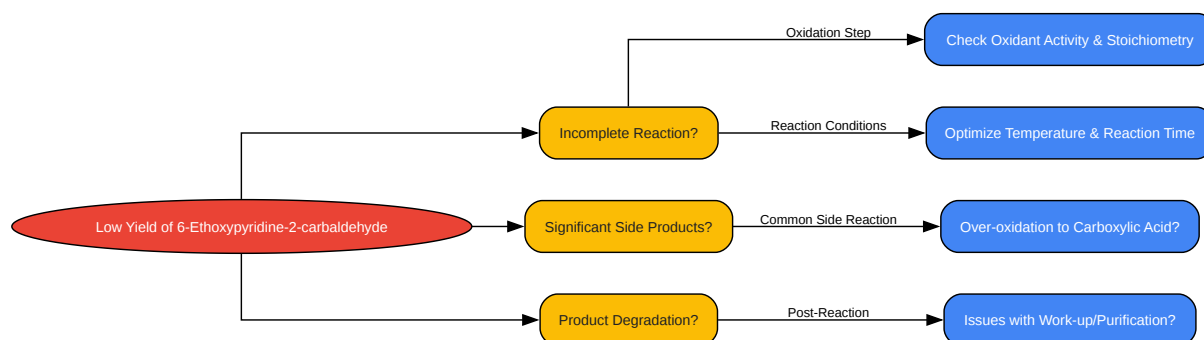 Oxidation Step
Check Oxidant Activity & Stoichiometry
Incomplete Reaction?
Reaction Conditions
Optimize Temperature & Reaction Time
Low Yield of 6-Ethoxypyridine-2-carbaldehyde
Significant Side Products?
Common Side Reaction
Over-oxidation to Carboxylic Acid?
Product Degradation?
Post-Reaction
Issues with Work-up/Purification?